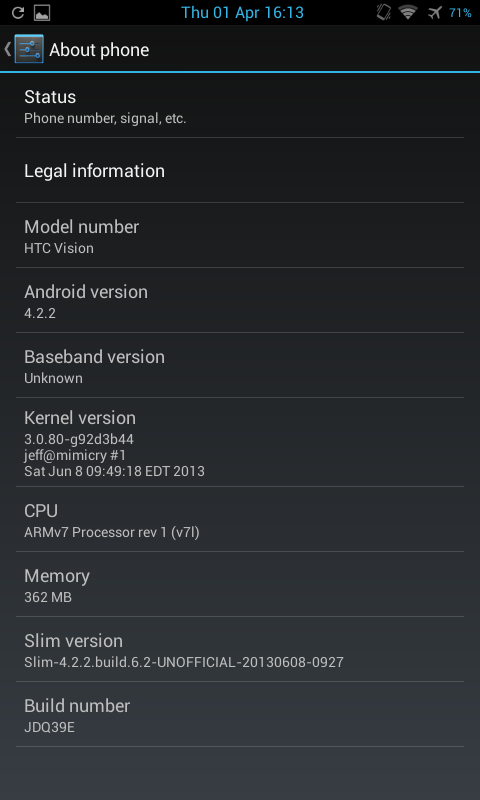 Thu 01 Apr 16:13
71%
About phone
Status
Phone number, signal, etc.
Legal information
Model number
HTC Vision
Android version
4.2.2
Baseband version
Unknown
Kernel version
3.0.80-g92d3b44
jeff@mimicry #1
Sat Jun 8 09:49:18 EDT 2013
CPU
ARMv7 Processor rev 1 (v7l)
Memory
362 MB
Slim version
Slim-4.2.2.build.6.2-UNOFFICIAL-20130608-0927
Build number
JDQ39E